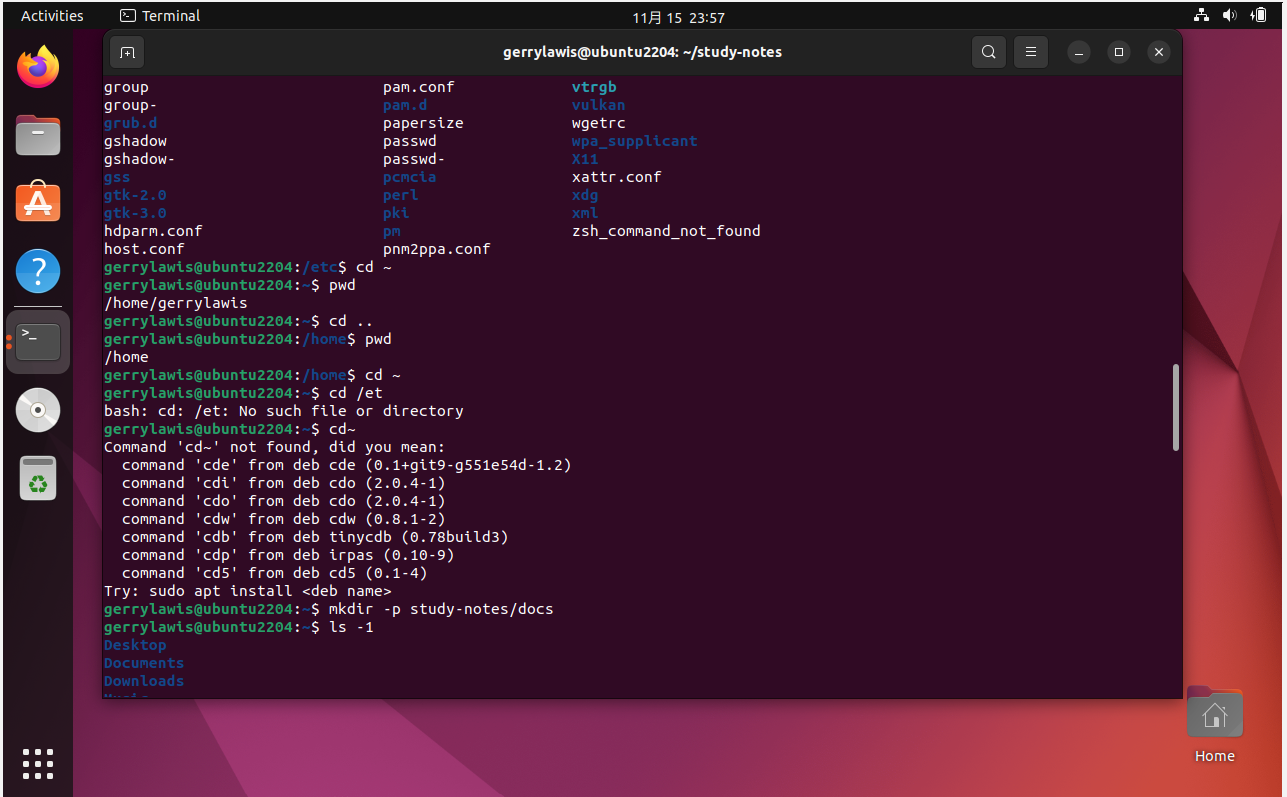 Activities Terminal 11月 15 23:57
gerrylawis@ubuntu2204: ~/study-notes
group pam.conf vtrgb
group- pam.d vulkan
grub.d papersize wgetrc
gshadow passwd wpa_supplicant
gshadow- passwd- X11
gss pcmcia xattr.conf
gtk-2.0 perl xdg
gtk-3.0 pki xml
hdparm.conf pm zsh_command_not_found
host.conf pnm2ppa.conf
gerrylawis@ubuntu2204:/etc$ cd ~
gerrylawis@ubuntu2204:~$ pwd
/home/gerrylawis
gerrylawis@ubuntu2204:~$ cd ..
gerrylawis@ubuntu2204:/home$ pwd
/home
gerrylawis@ubuntu2204:/home$ cd ~
gerrylawis@ubuntu2204:~$ cd /et
bash: cd: /et: No such file or directory
gerrylawis@ubuntu2204:~$ cd~
Command 'cd~' not found, did you mean:
  command 'cde' from deb cde (0.1+git9-g551e54d-1.2)
  command 'cdi' from deb cdo (2.0.4-1)
  command 'cdo' from deb cdo (2.0.4-1)
  command 'cdw' from deb cdw (0.8.1-2)
  command 'cdb' from deb tinycdb (0.78build3)
  command 'cdp' from deb irpas (0.10-9)
  command 'cd5' from deb cd5 (0.1-4)
Try: sudo apt install <deb name>
gerrylawis@ubuntu2204:~$ mkdir -p study-notes/docs
gerrylawis@ubuntu2204:~$ ls -1
Desktop
Documents
Downloads
Home